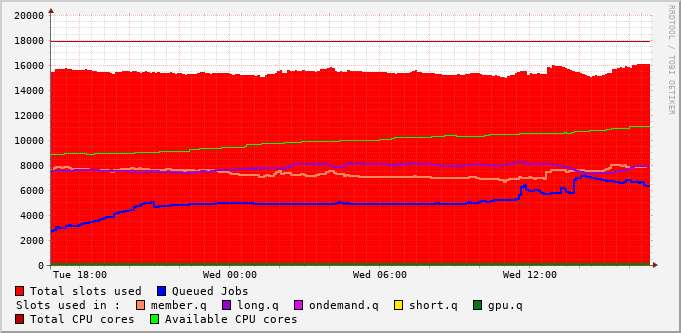 20000
18000
16000
14000
12000
10000
8000
6000
4000
2000
0
Tue 18:00 Wed 00:00 Wed 06:00 Wed 12:00
Total slots used Queued Jobs
Slots used in : member.q long.q ondemand.q short.q gpu.q
Total CPU cores Available CPU cores
RRDTOOL / TOBI OETIKER